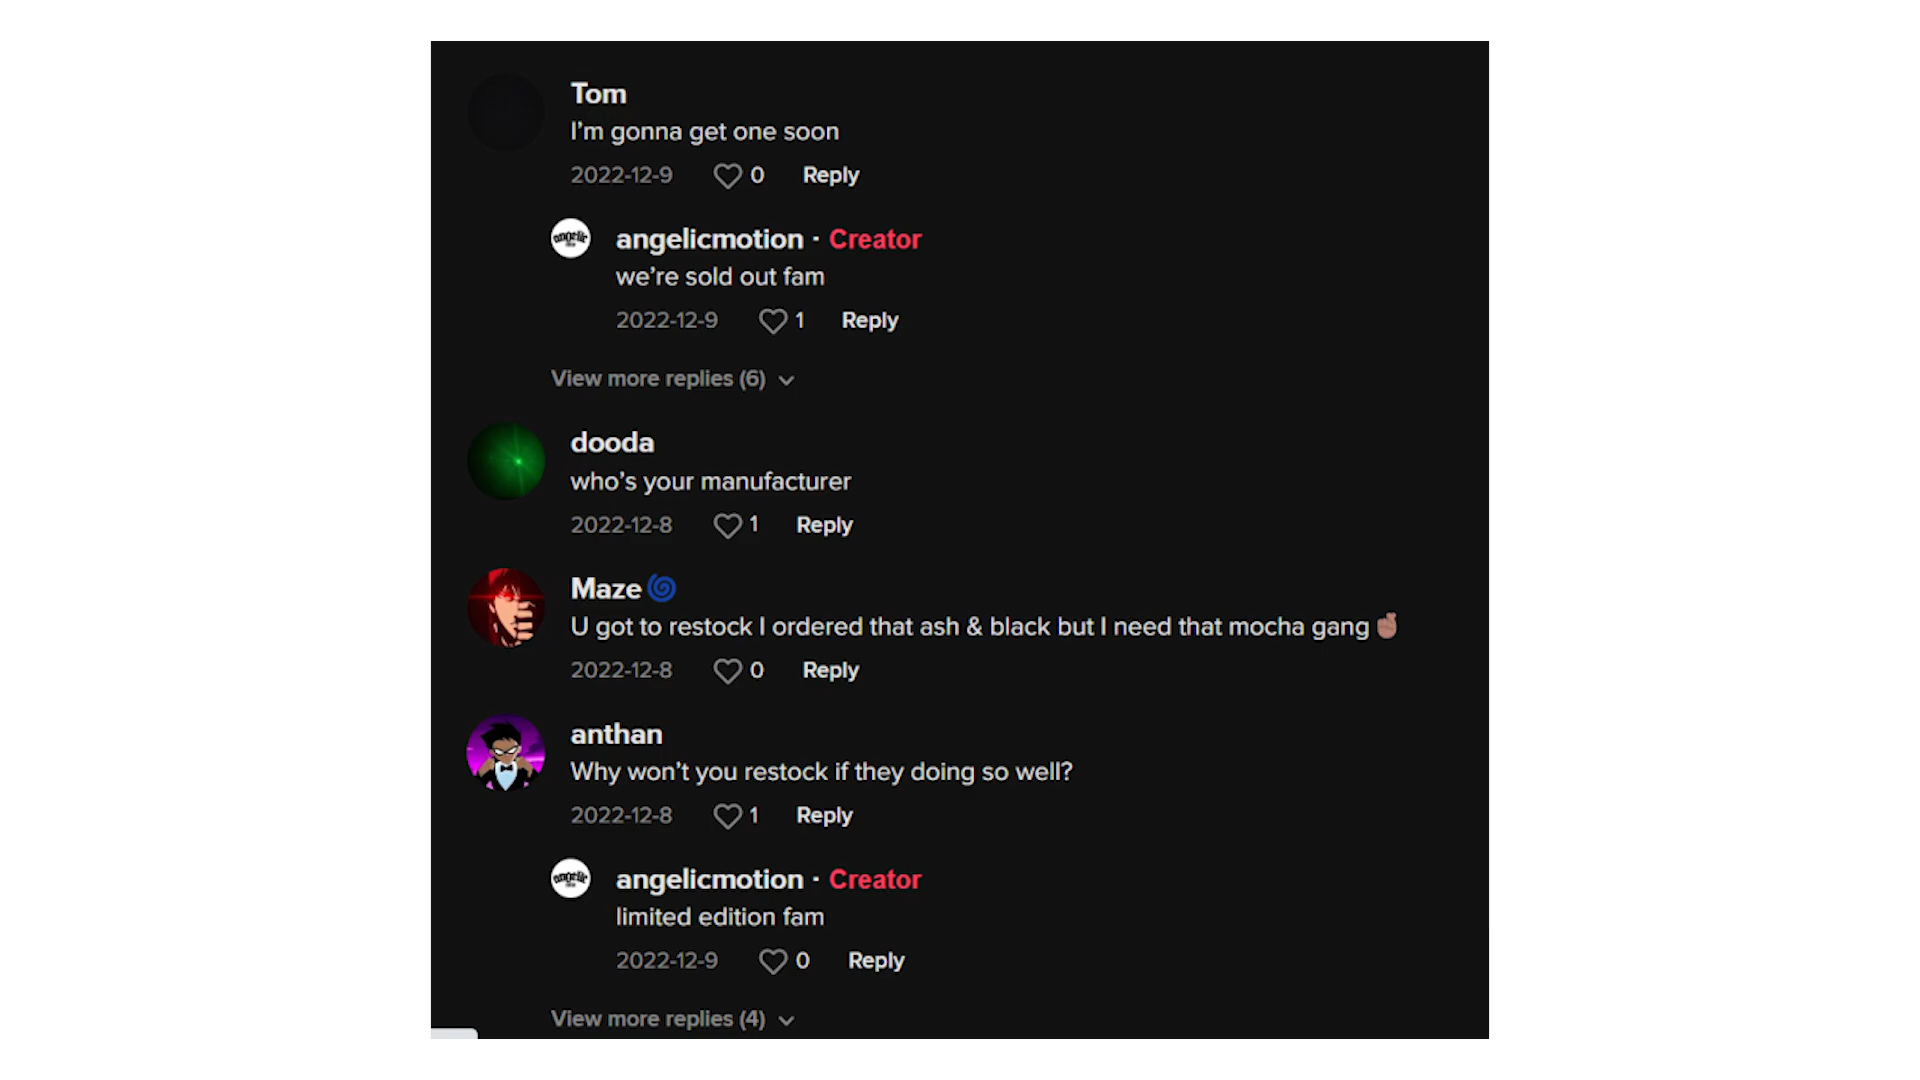 Tom
I'm gonna get one soon
2022-12-9 0 Reply
angelicmotion · Creator
we're sold out fam
2022-12-9 1 Reply
View more replies (6)
dooda
who's your manufacturer
2022-12-8 1 Reply
Maze🌀
U got to restock I ordered that ash & black but I need that mocha gang 🤞🏽
2022-12-8 0 Reply
anthan
Why won't you restock if they doing so well?
2022-12-8 1 Reply
angelicmotion · Creator
limited edition fam
2022-12-9 0 Reply
View more replies (4)